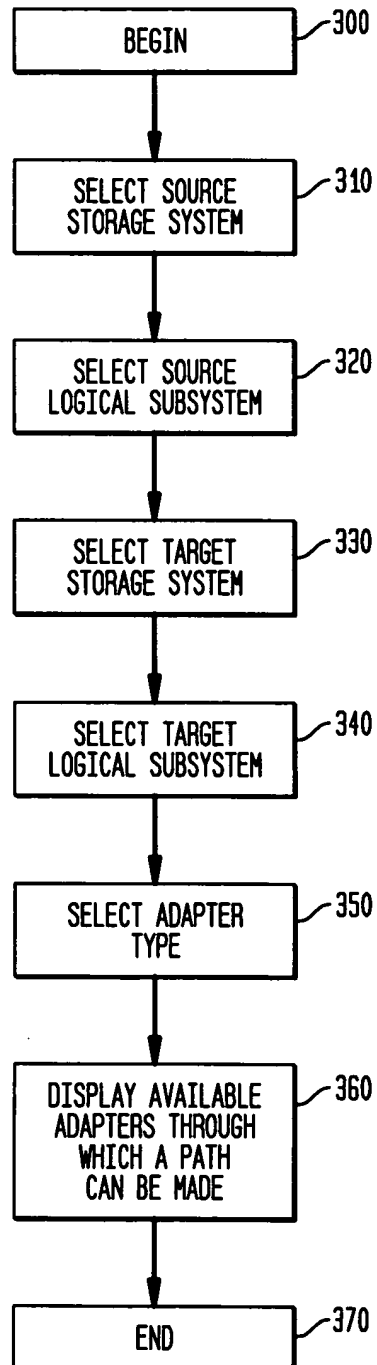 BEGIN
300
SELECT SOURCE
STORAGE SYSTEM
310
SELECT SOURCE
LOGICAL SUBSYSTEM
320
SELECT TARGET
STORAGE SYSTEM
330
SELECT TARGET
LOGICAL SUBSYSTEM
340
SELECT ADAPTER
TYPE
350
DISPLAY AVAILABLE
ADAPTERS THROUGH
WHICH A PATH
CAN BE MADE
360
END
370